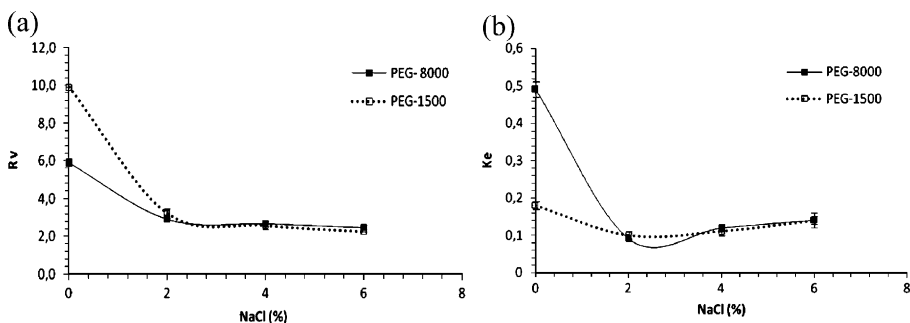 (a)
12,0
10,0
8,0
6,0
4,0
2,0
0,0
Rv
PEG-8000
PEG-1500
0 2 4 6 8
NaCl (%)
(b)
0,6
0,5
0,4
0,3
0,2
0,1
0
Ke
PEG-8000
PEG-1500
0 2 4 6 8
NaCl (%)